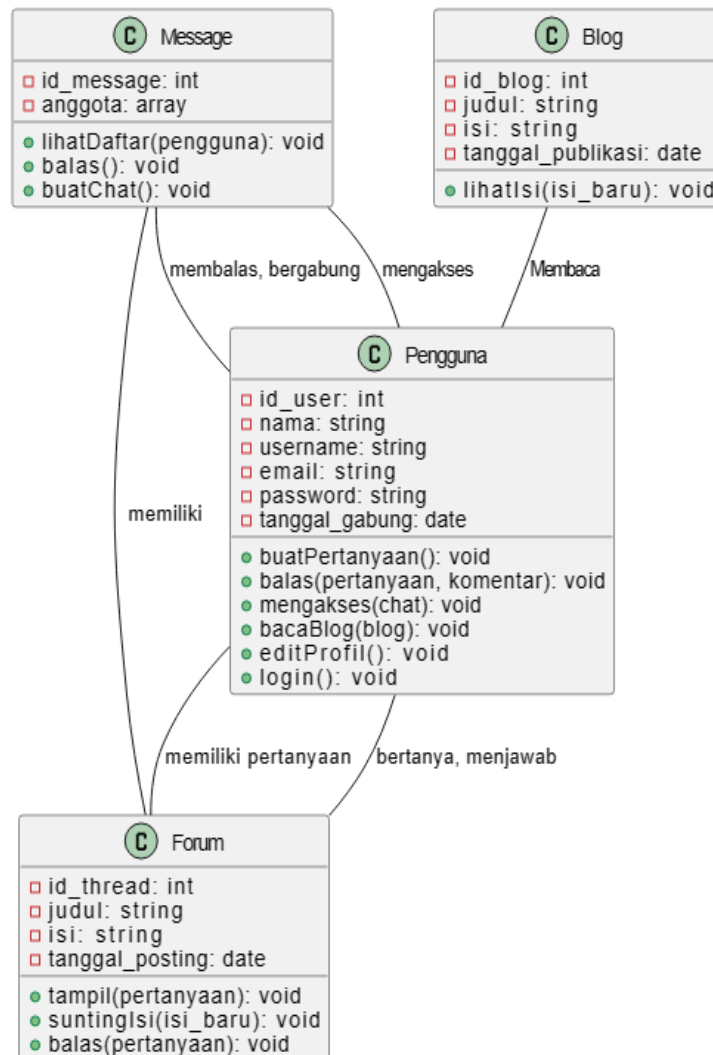 C Message
id_message: int
anggota: array
lihatDaftar(pengguna): void
balas(): void
buatChat(): void
C Blog
id_blog: int
judul: string
isi: string
tanggal_publikasi: date
lihatIsi(isi_baru): void
membalas, bergabung
mengakses
Membaca
C Pengguna
id_user: int
nama: string
username: string
email: string
password: string
tanggal_gabung: date
buatPertanyaan(): void
balas(pertanyaan, komentar): void
mengakses(chat): void
bacaBlog(blog): void
editProfil(): void
login(): void
memiliki
memiliki pertanyaan
bertanya, menjawab
C Forum
id_thread: int
judul: string
isi: string
tanggal_posting: date
tampil(pertanyaan): void
suntingIsi(isi_baru): void
balas(pertanyaan): void